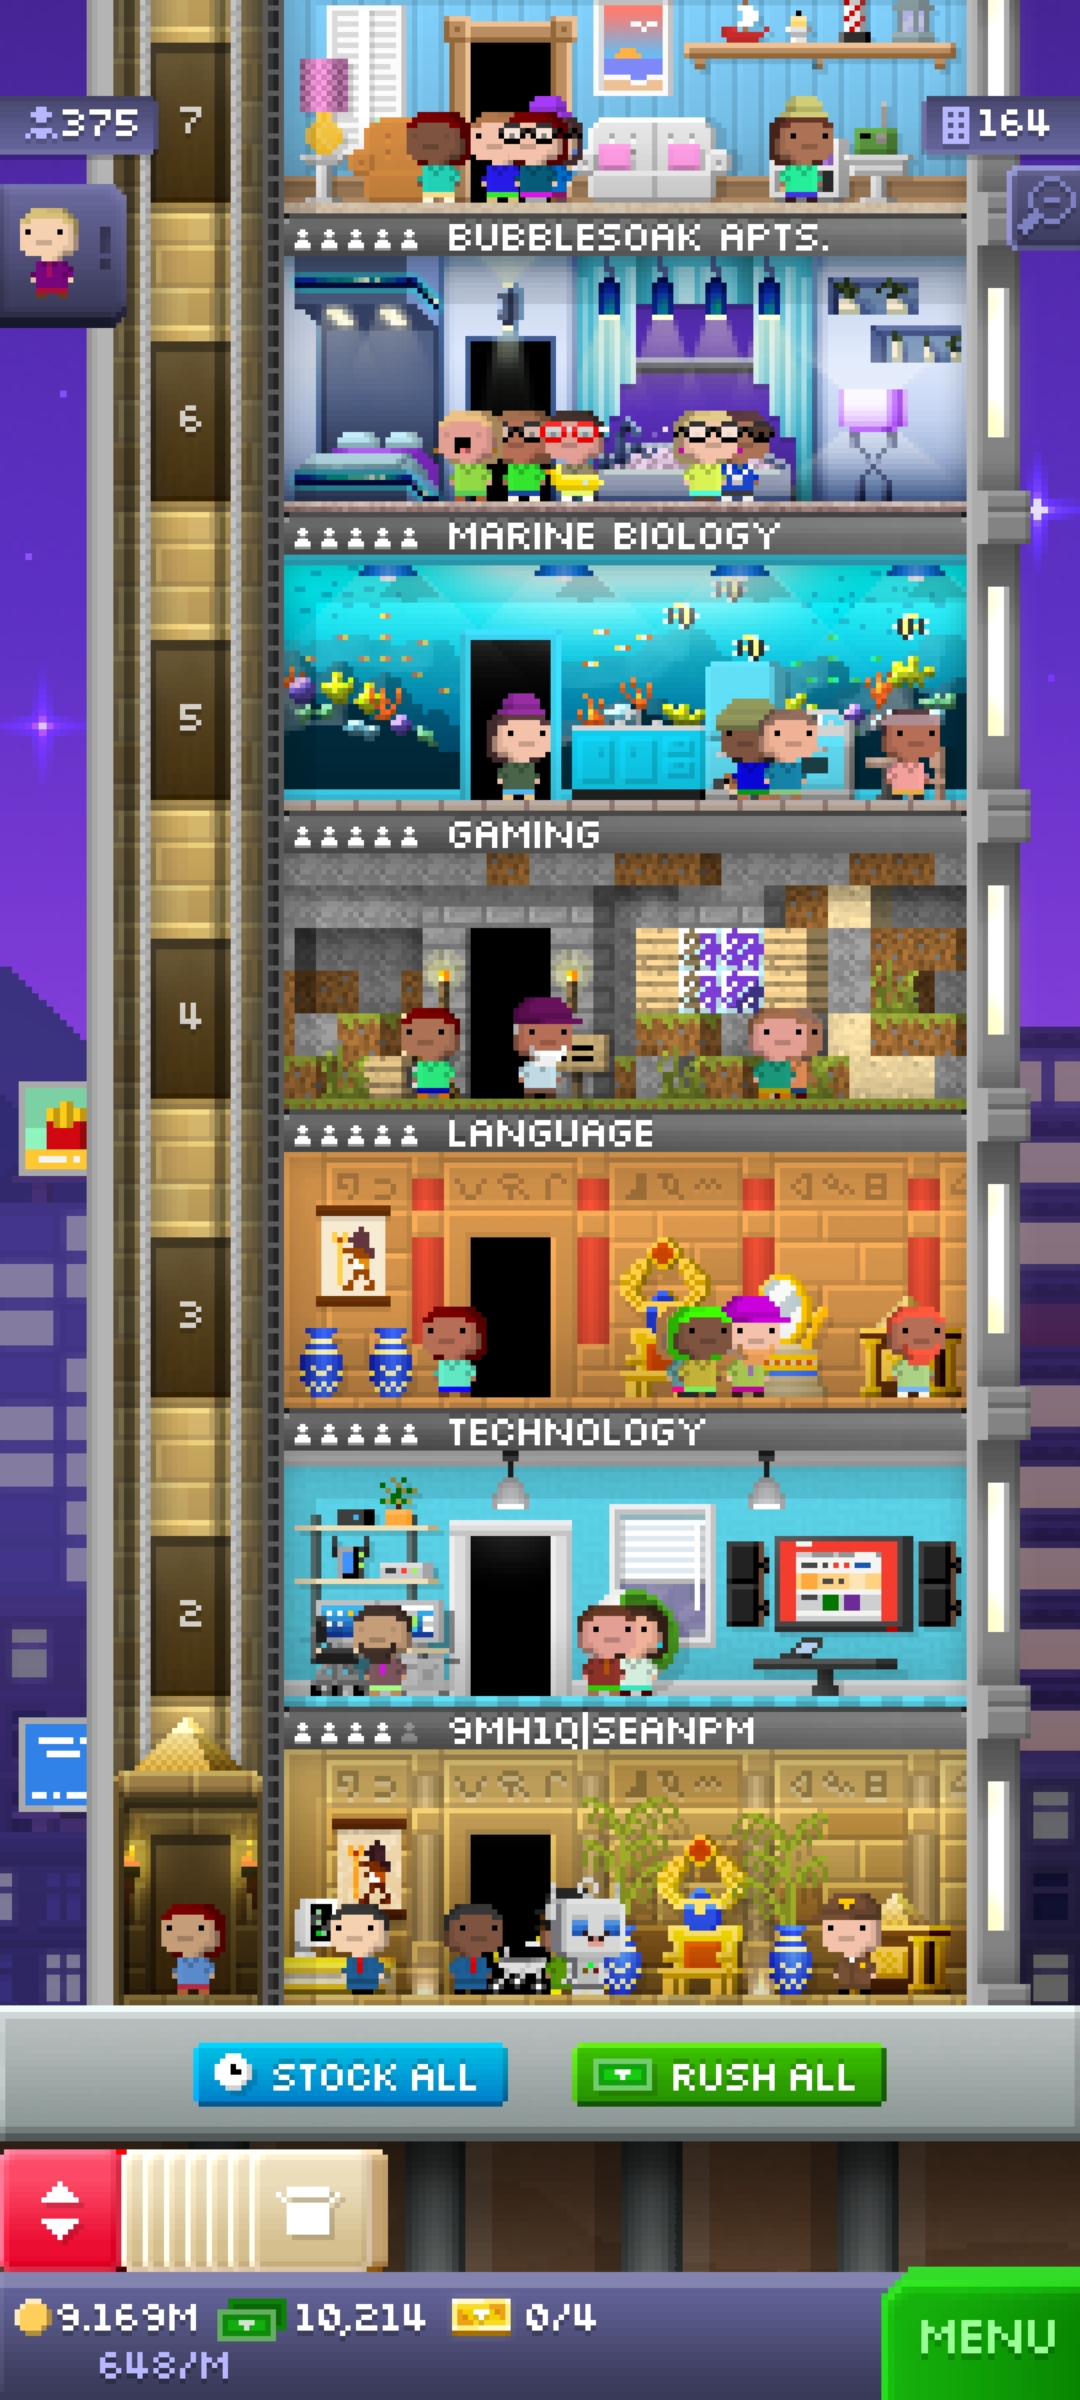 7
375
164
BUBBLESOAK APTS.
6
MARINE BIOLOGY
5
GAMING
4
LANGUAGE
3
TECHNOLOGY
2
9MH1Q|SEANPM
STOCK ALL
RUSH ALL
9.169M
10,214
0/4
648/M
MENU